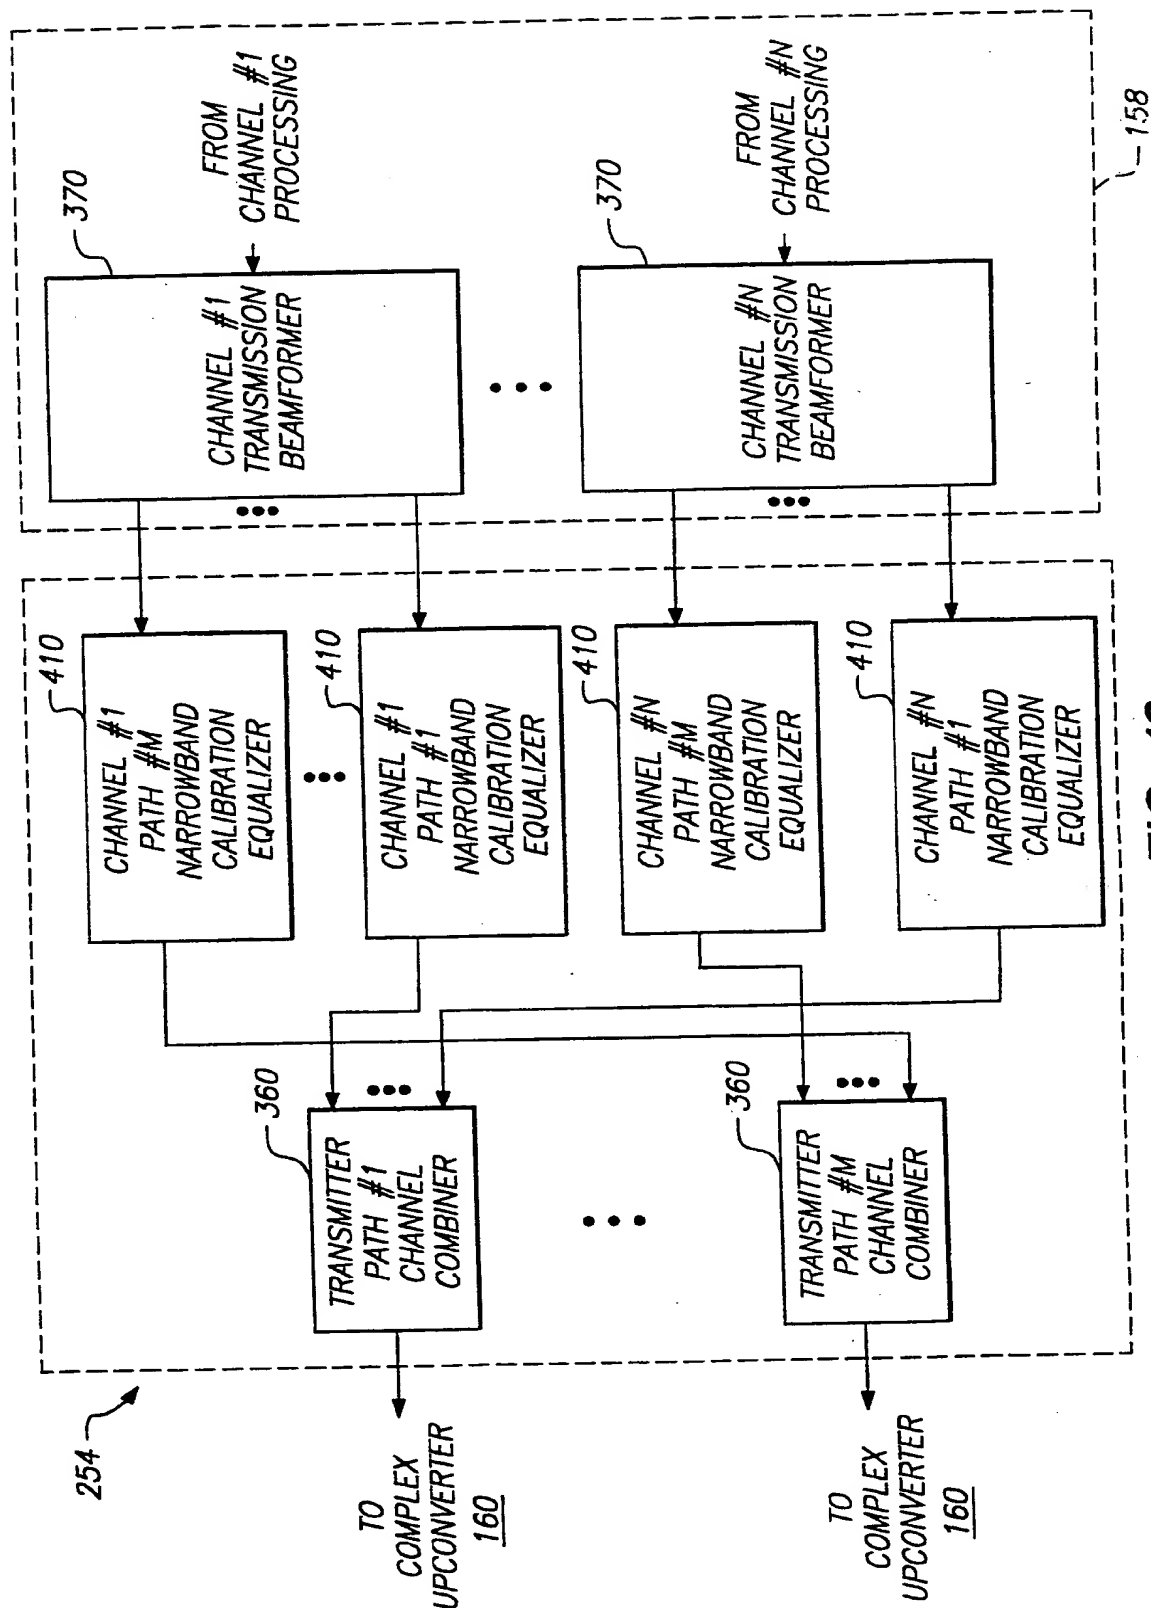 254
TO
COMPLEX
UPCONVERTER
160
TO
COMPLEX
UPCONVERTER
160
360
TRANSMITTER
PATH #1
CHANNEL
COMBINER
360
TRANSMITTER
PATH #M
CHANNEL
COMBINER
410
CHANNEL #1
PATH #M
NARROWBAND
CALIBRATION
EQUALIZER
410
CHANNEL #1
PATH #1
NARROWBAND
CALIBRATION
EQUALIZER
410
CHANNEL #N
PATH #M
NARROWBAND
CALIBRATION
EQUALIZER
410
CHANNEL #N
PATH #1
NARROWBAND
CALIBRATION
EQUALIZER
370
CHANNEL #1
TRANSMISSION
BEAMFORMER
370
CHANNEL #N
TRANSMISSION
BEAMFORMER
FROM
CHANNEL #1
PROCESSING
FROM
CHANNEL #N
PROCESSING
158